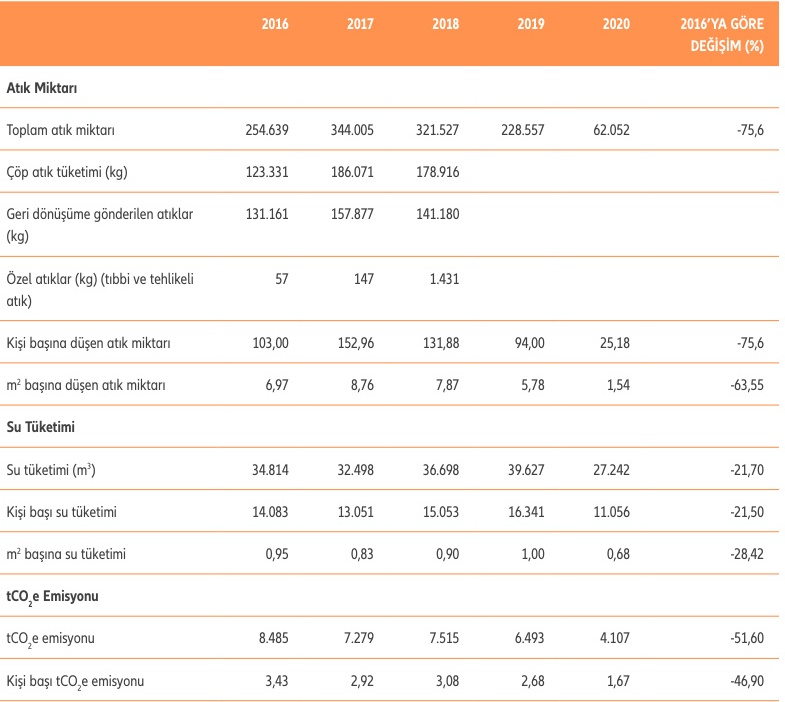 2016 2017 2018 2019 2020 2016’YA GÖRE
DEĞİŞİM (%)
Atık Miktarı
Toplam atık miktarı 254.639 344.005 321.527 228.557 62.052 -75,6
Çöp atık tüketimi (kg) 123.331 186.071 178.916
Geri dönüşüme gönderilen atıklar 131.161 157.877 141.180
(kg)
Özel atıklar (kg) (tıbbi ve tehlikeli 57 147 1.431
atık)
Kişi başına düşen atık miktarı 103,00 152,96 131,88 94,00 25,18 -75,6
m² başına düşen atık miktarı 6,97 8,76 7,87 5,78 1,54 -63,55
Su Tüketimi
Su tüketimi (m³) 34.814 32.498 36.698 39.627 27.242 -21,70
Kişi başı su tüketimi 14.083 13.051 15.053 16.341 11.056 -21,50
m² başına su tüketimi 0,95 0,83 0,90 1,00 0,68 -28,42
tCO₂e Emisyonu
tCO₂e emisyonu 8.485 7.279 7.515 6.493 4.107 -51,60
Kişi başı tCO₂e emisyonu 3,43 2,92 3,08 2,68 1,67 -46,90